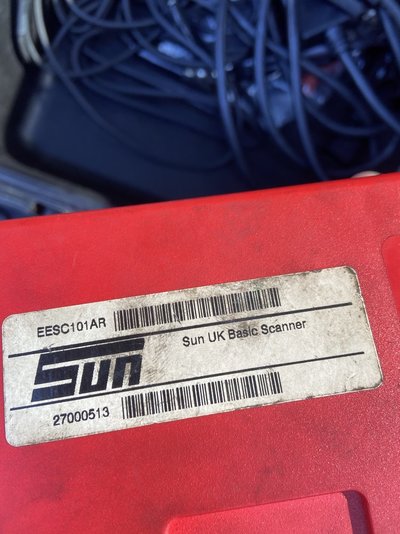 EESC101AR
Sun UK Basic Scanner
Sun
27000513